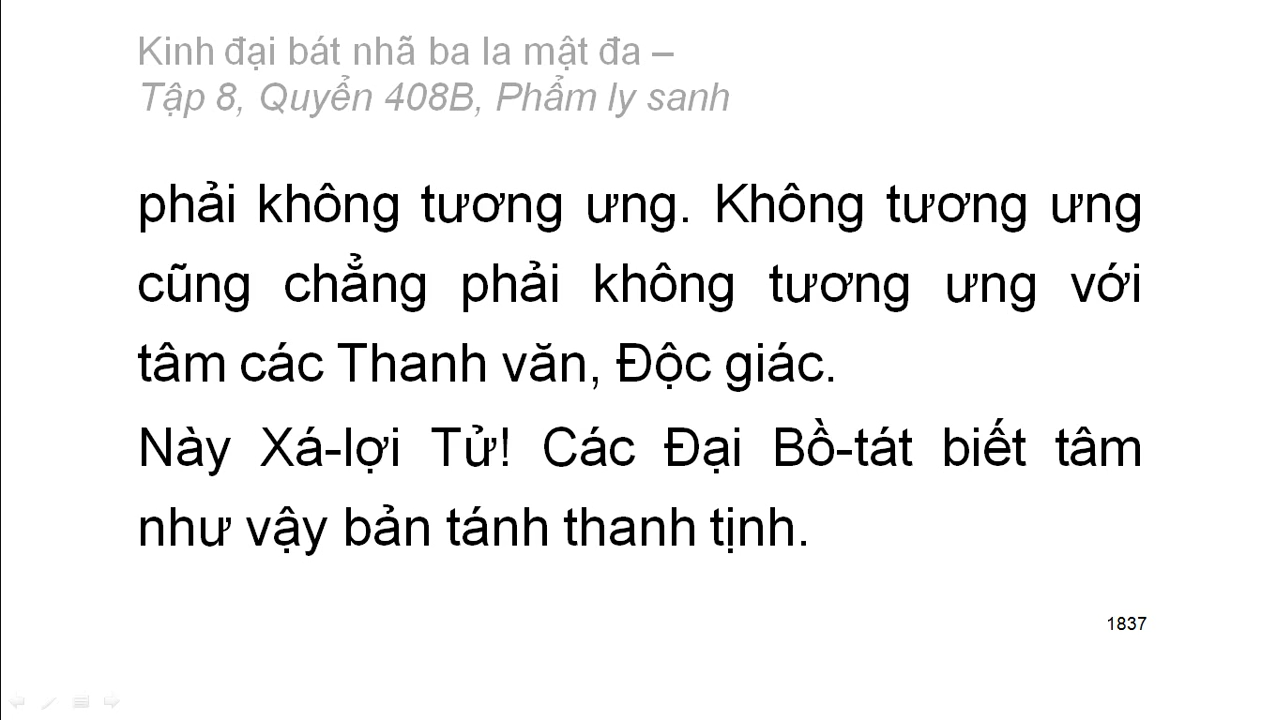 Kinh đại bát nhã ba la mật đa –
Tập 8, Quyển 408B, Phẩm ly sanh
phải không tương ưng. Không tương ưng
cũng chẳng phải không tương ưng với
tâm các Thanh văn, Độc giác.
Này Xá-lợi Tử! Các Đại Bồ-tát biết tâm
như vậy bản tánh thanh tịnh.
1837